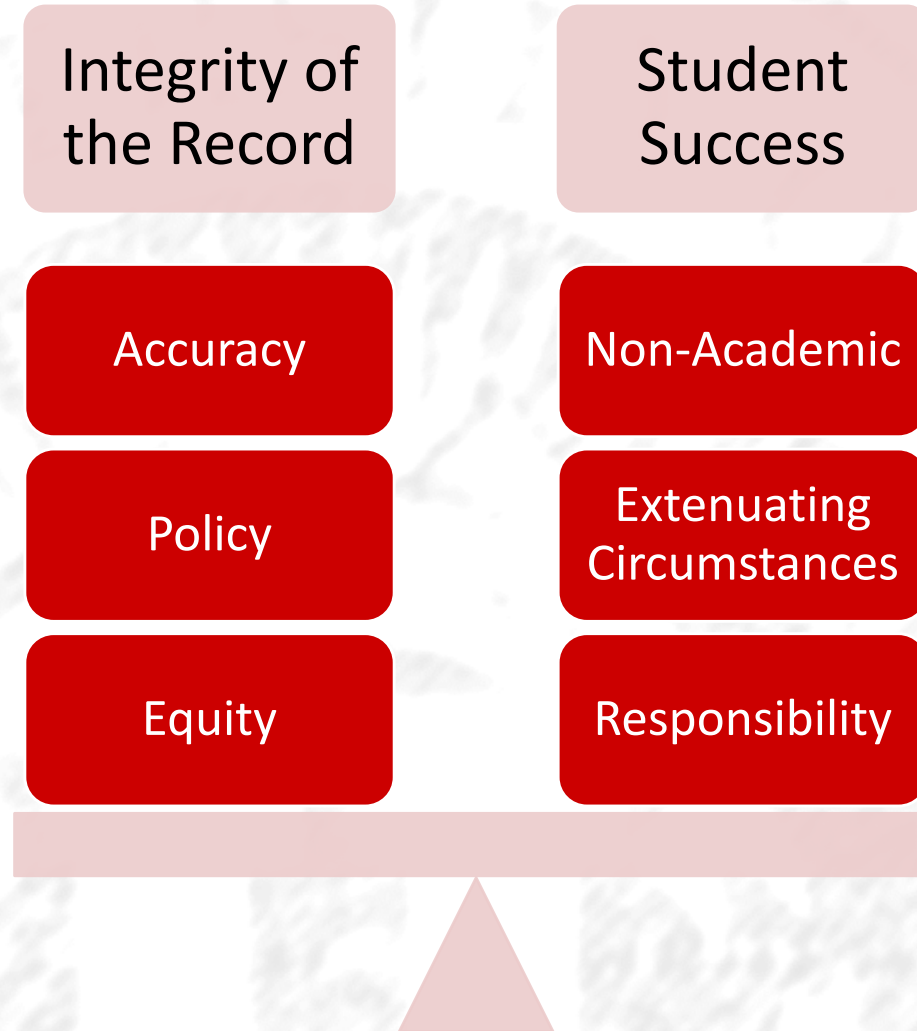 Integrity of
the Record
Accuracy
Policy
Equity
Student
Success
Non-Academic
Extenuating
Circumstances
Responsibility